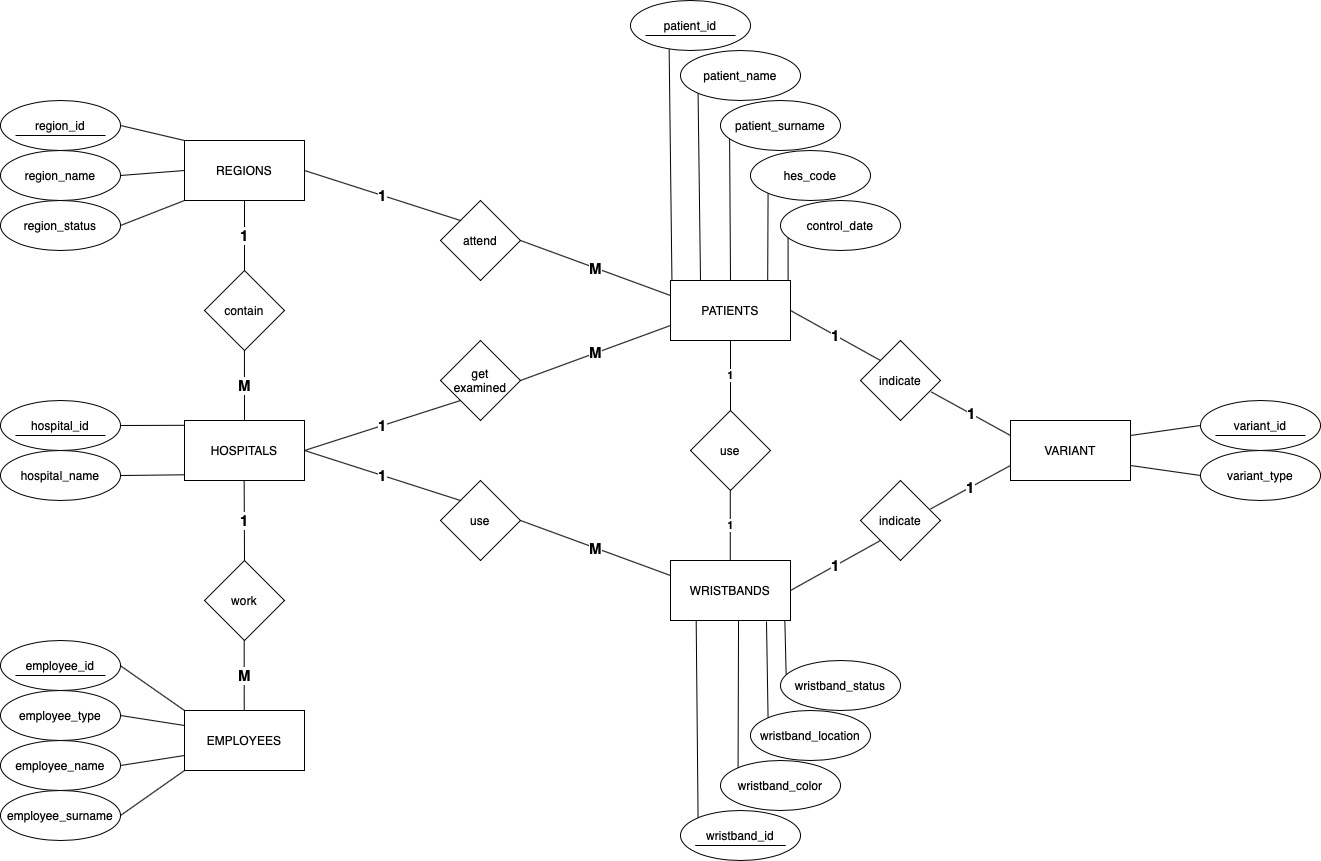 patient_id
patient_name
patient_surname
hes_code
control_date
region_id
region_name
region_status
REGIONS
1
attend
M
1
contain
M
PATIENTS
get
examined
M
1
1
indicate
1
1
use
1
hospital_id
hospital_name
HOSPITALS
1
use
M
VARIANT
variant_id
variant_type
1
indicate
1
1
work
M
WRISTBANDS
employee_id
employee_type
employee_name
employee_surname
EMPLOYEES
wristband_status
wristband_location
wristband_color
wristband_id